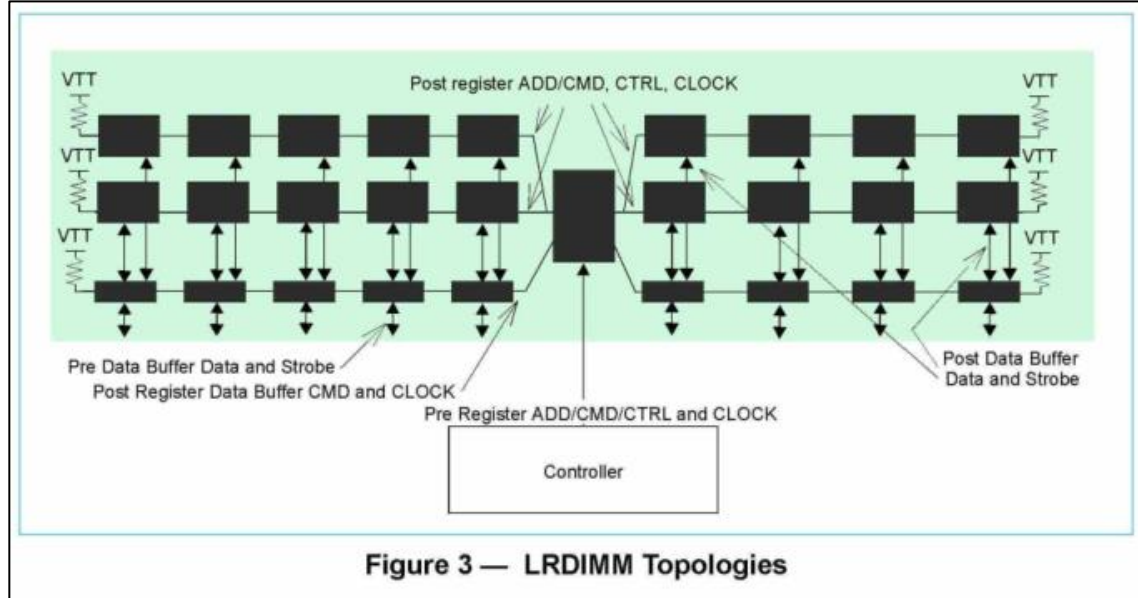 VTT
Post register ADD/CMD, CTRL, CLOCK
VTT
VTT
VTT
VTT
VTT
Pre Data Buffer Data and Strobe
Post Register Data Buffer CMD and CLOCK
Post Data Buffer
Data and Strobe
Pre Register ADD/CMD/CTRL and CLOCK
Controller
Figure 3 — LRDIMM Topologies